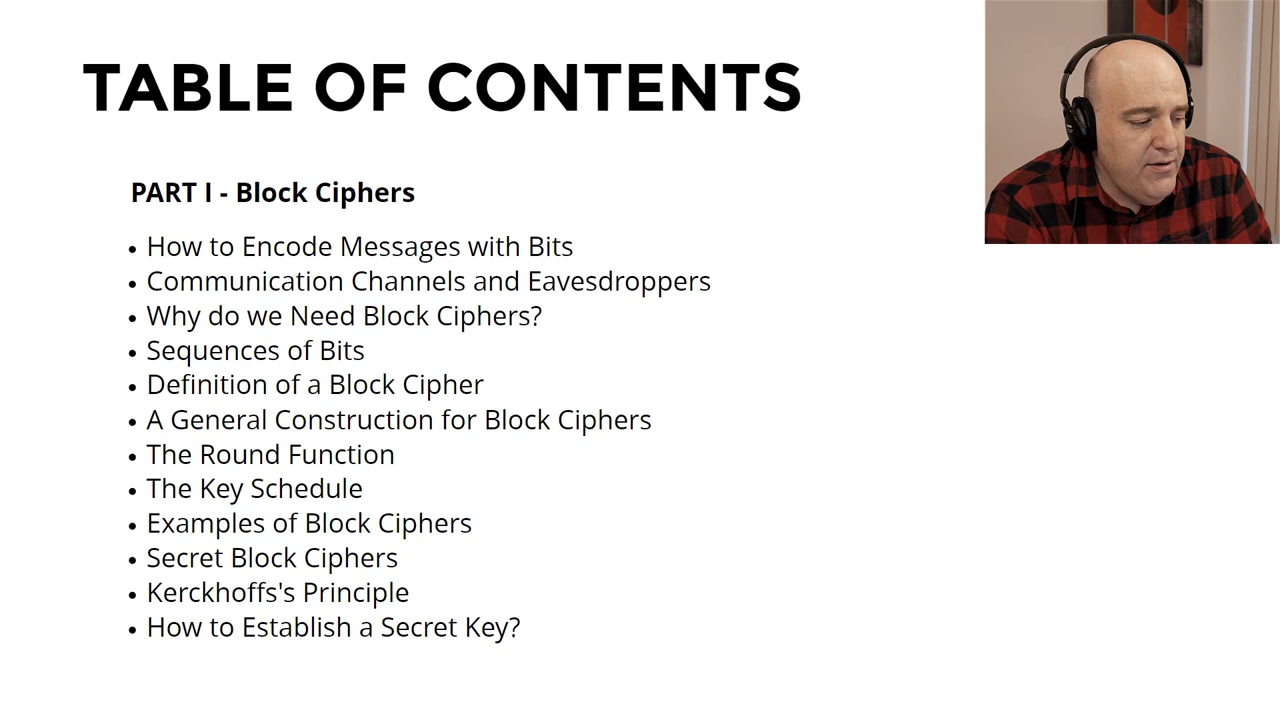 TABLE OF CONTENTS
PART I - Block Ciphers
• How to Encode Messages with Bits
• Communication Channels and Eavesdroppers
• Why do we Need Block Ciphers?
• Sequences of Bits
• Definition of a Block Cipher
• A General Construction for Block Ciphers
• The Round Function
• The Key Schedule
• Examples of Block Ciphers
• Secret Block Ciphers
• Kerckhoffs's Principle
• How to Establish a Secret Key?